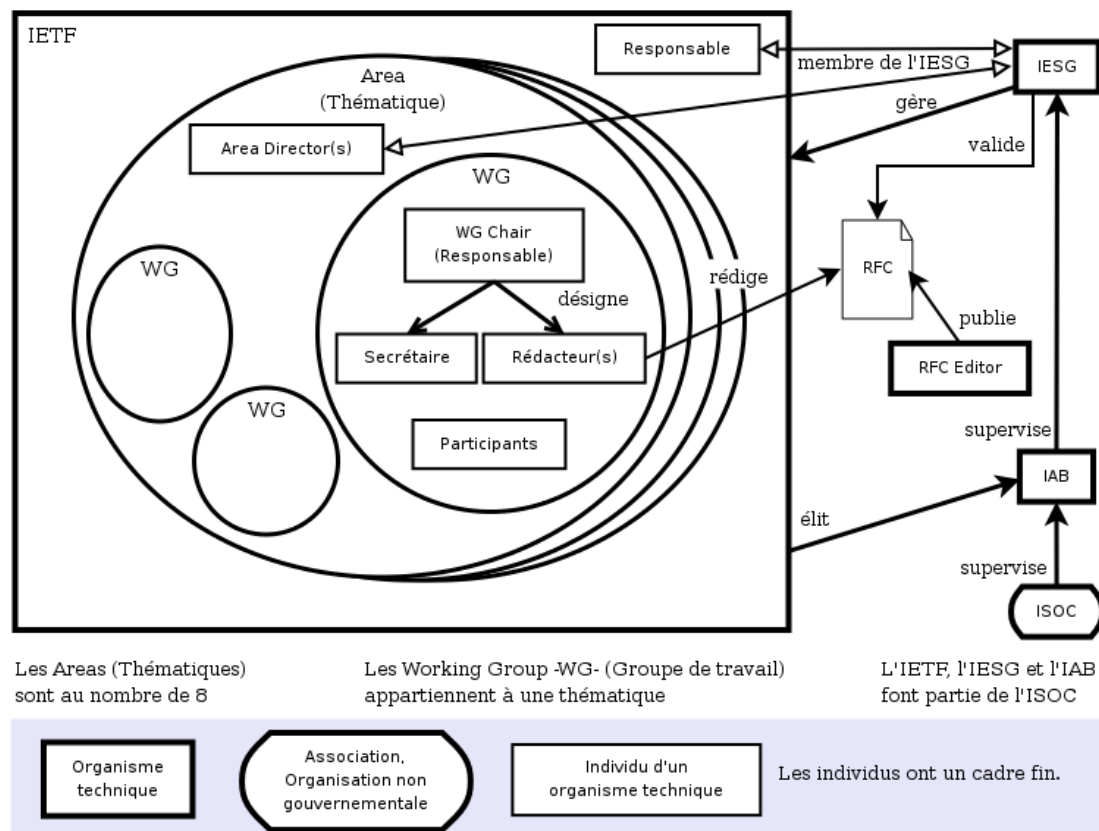 IETF
Responsable
membre de l'IESG
IESG
Area
(Thématique)
gère
Area Director(s)
valide
WG
WG Chair
(Responsable)
RFC
WG
rédige
désigne
publie
Secrétaire
Rédacteur(s)
RFC Editor
WG
Participants
supervise
IAB
élit
supervise
ISOC
Les Areas (Thématiques)
sont au nombre de 8
Les Working Group -WG- (Groupe de travail)
appartiennent à une thématique
L'IETF, l'IESG et l'IAB
font partie de l'ISOC
Organisme
technique
Association,
Organisation non
gouvernementale
Individu d'un
organisme technique
Les individus ont un cadre fin.